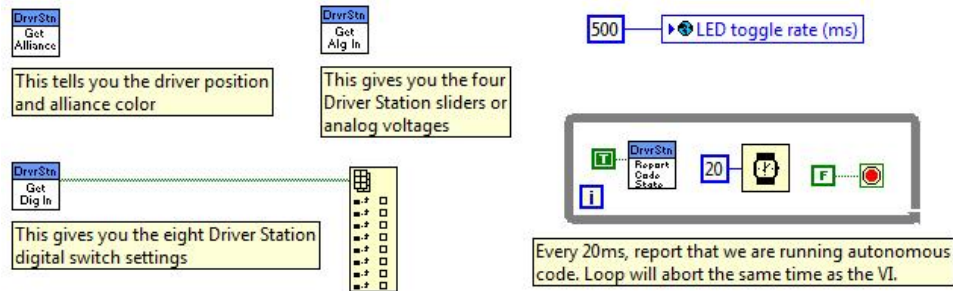 DrvrStn
Get
Alliance
This tells you the driver position
and alliance color
DrvrStn
Get
Alg In
This gives you the four
Driver Station sliders or
analog voltages
500
LED toggle rate (ms)
DrvrStn
Get
Dig In
This gives you the eight Driver Station
digital switch settings
T
DrvrStn
Report
Code
State
20
F
i
Every 20ms, report that we are running autonomous
code. Loop will abort the same time as the VI.